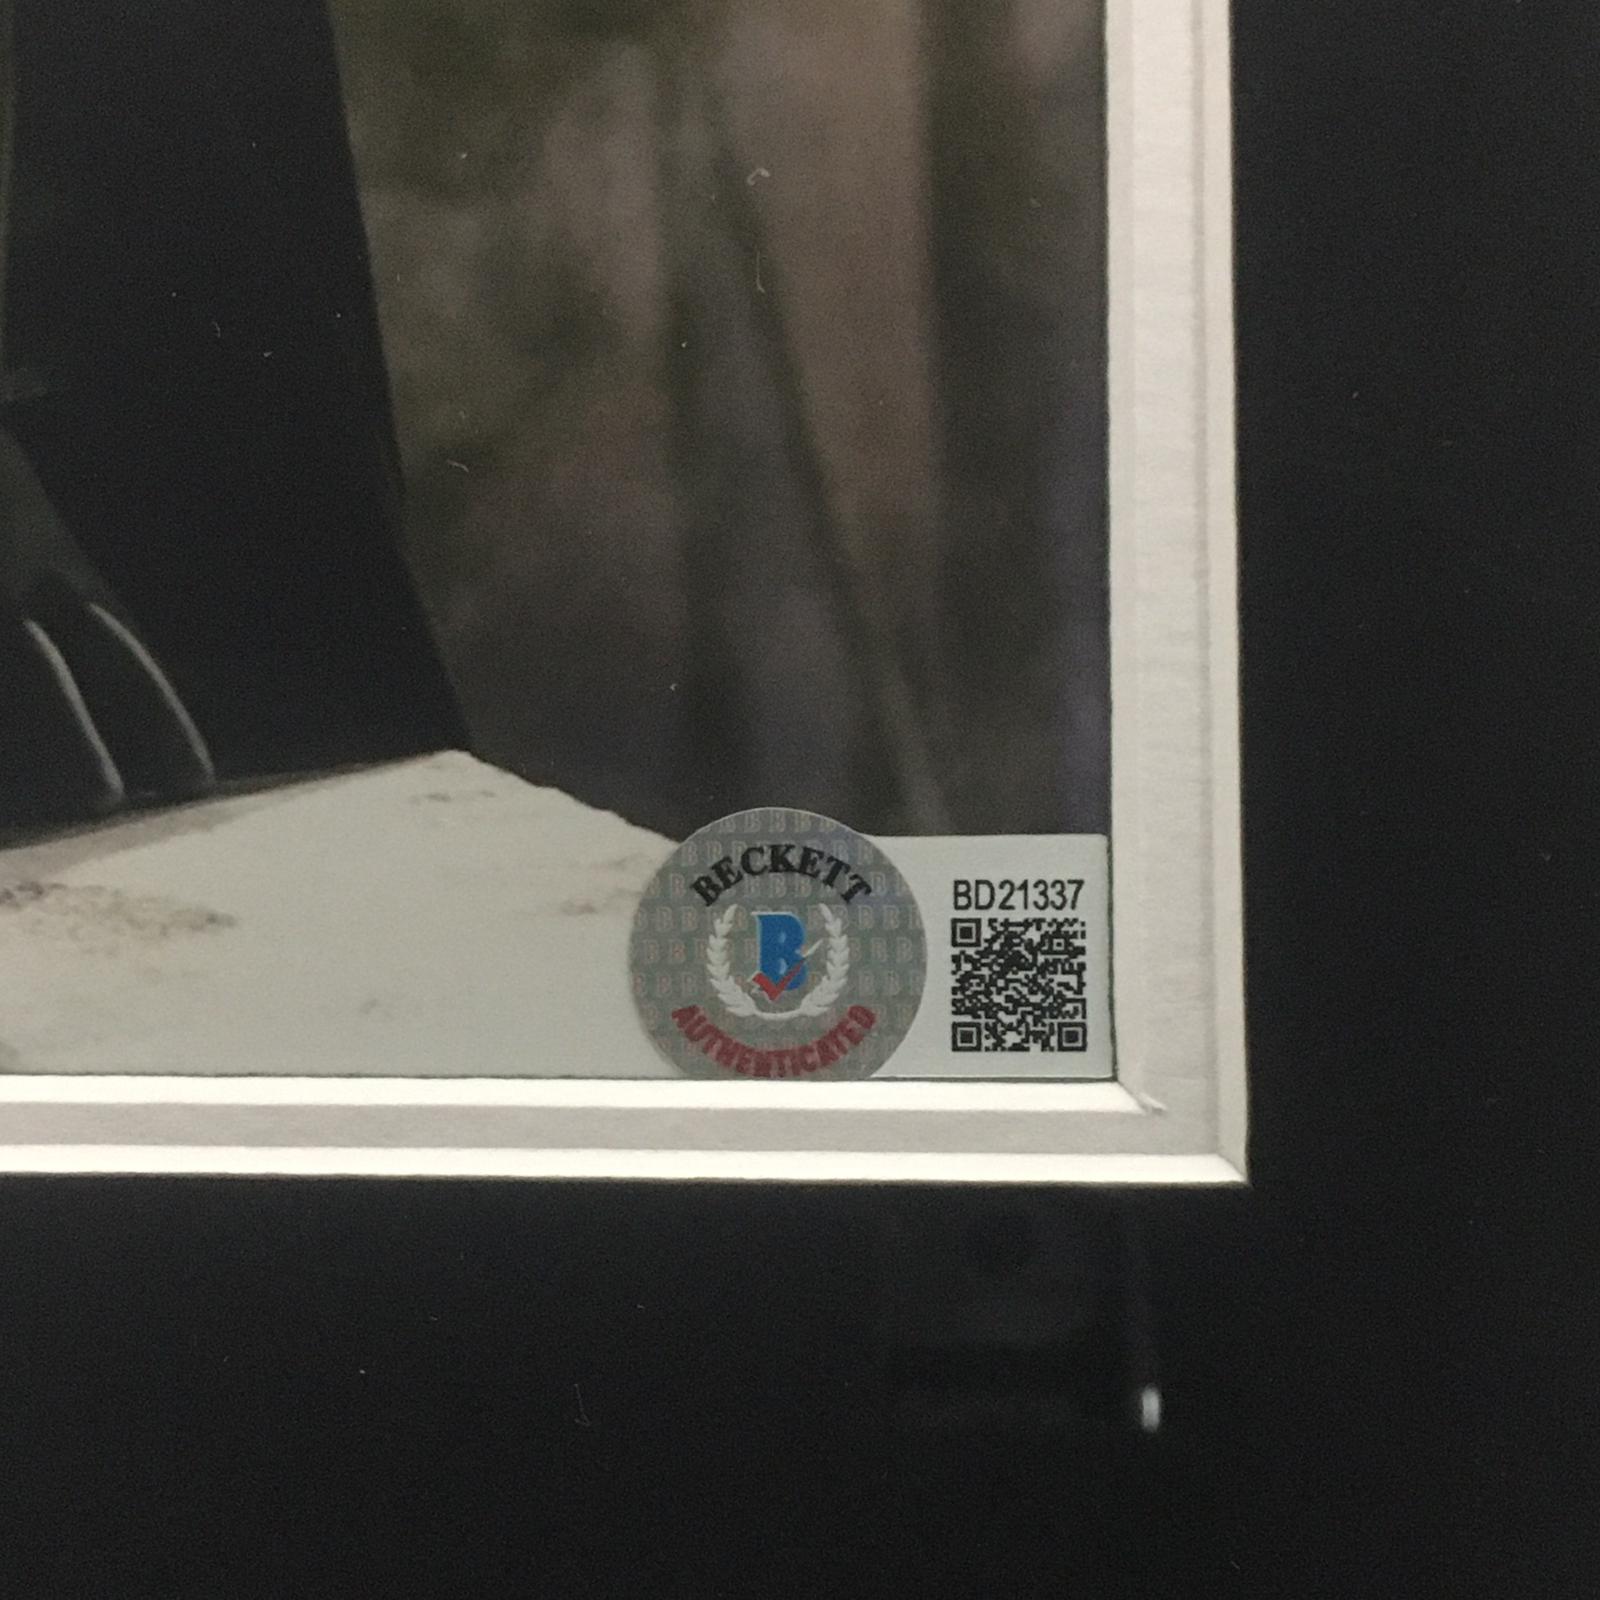 BECKETT
B
AUTHENTICATED
BD21337